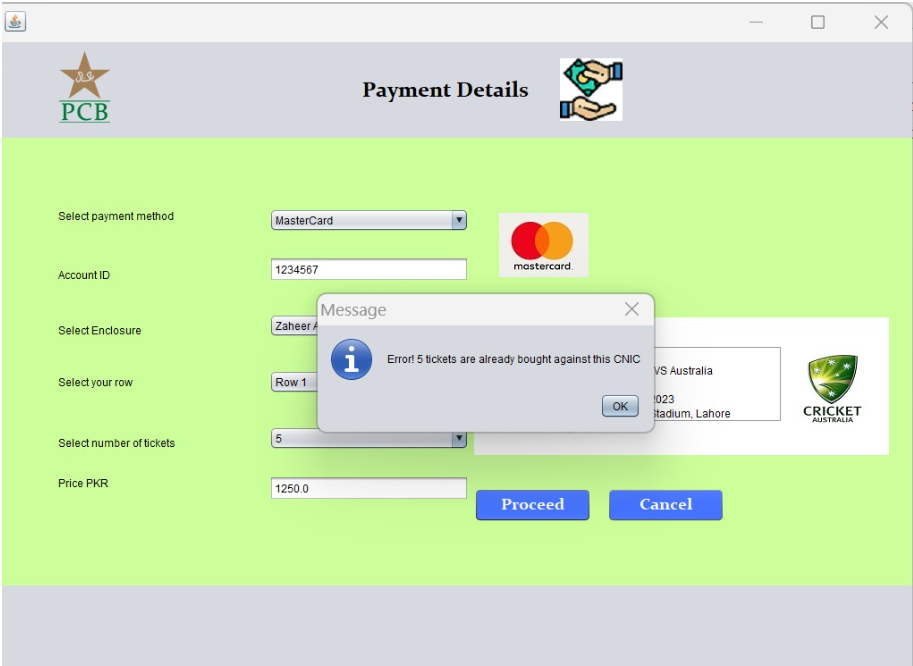 PCB
Payment Details
Select payment method
MasterCard
mastercard.
Account ID
1234567
Message
Select Enclosure
Zaheer
Error! 5 tickets are already bought against this CNIC
Select your row
Row 1
OK
VS Australia
2023
Stadium, Lahore
CRICKET
AUSTRALIA
Select number of tickets
5
Price PKR
1250.0
Proceed
Cancel